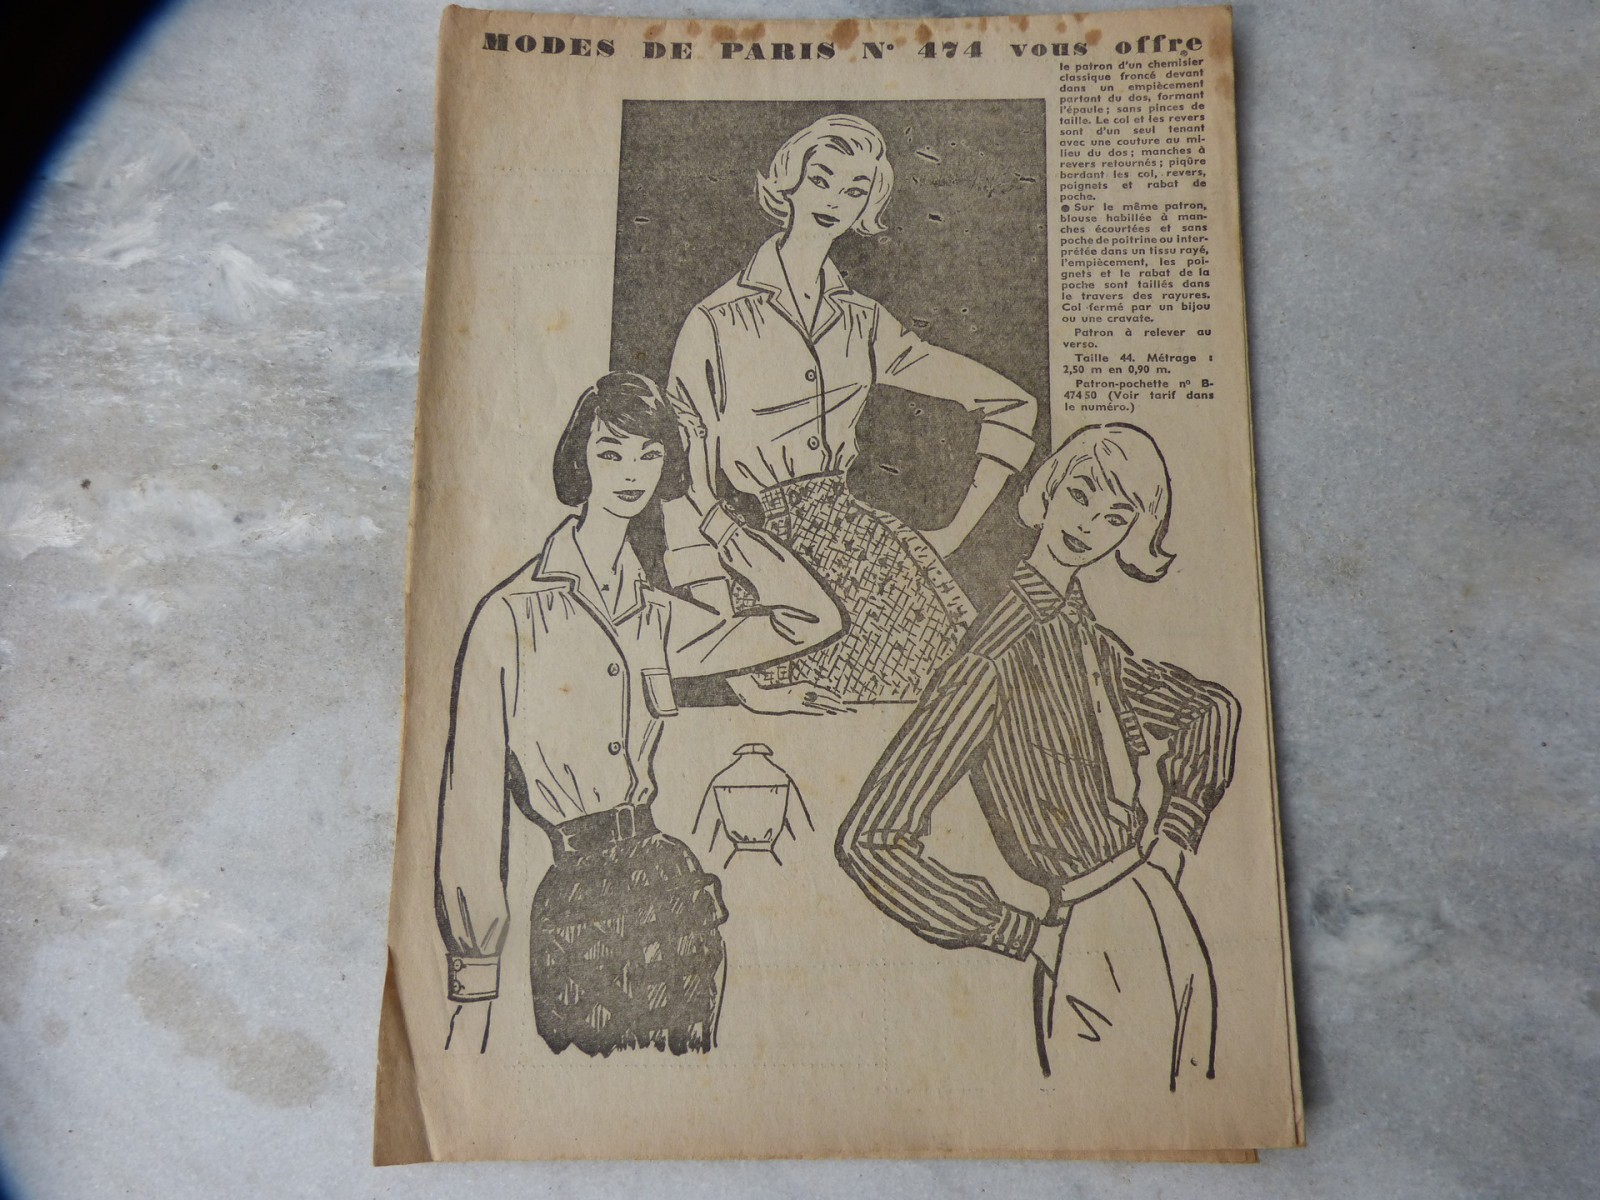 MODES DE PARIS N° 474 vous offre
le patron d'un chemisier
classique froncé devant
dans un empiècement
partant du dos, formant
l'épaule ; sans pinces de
taille. Le col et les revers
sont d'un seul tenant
avec une couture au mi-
lieu du dos ; manches à
revers retournés ; piqûre
bordant les col, revers,
poignets et rabat de
poche.
● Sur le même patron,
blouse habillée à man-
ches écourtées et sans
poche de poitrine ou inter-
prétée dans un tissu rayé,
l'empiècement, les poi-
gnets et le rabat de la
poche sont taillés dans
le travers des rayures.
Col fermé par un bijou
ou une cravate.
Patron à relever au
verso.
Taille 44. Métrage :
2,50 m en 0,90 m.
Patron-pochette n° B-
474 50 (Voir tarif dans
le numéro.)